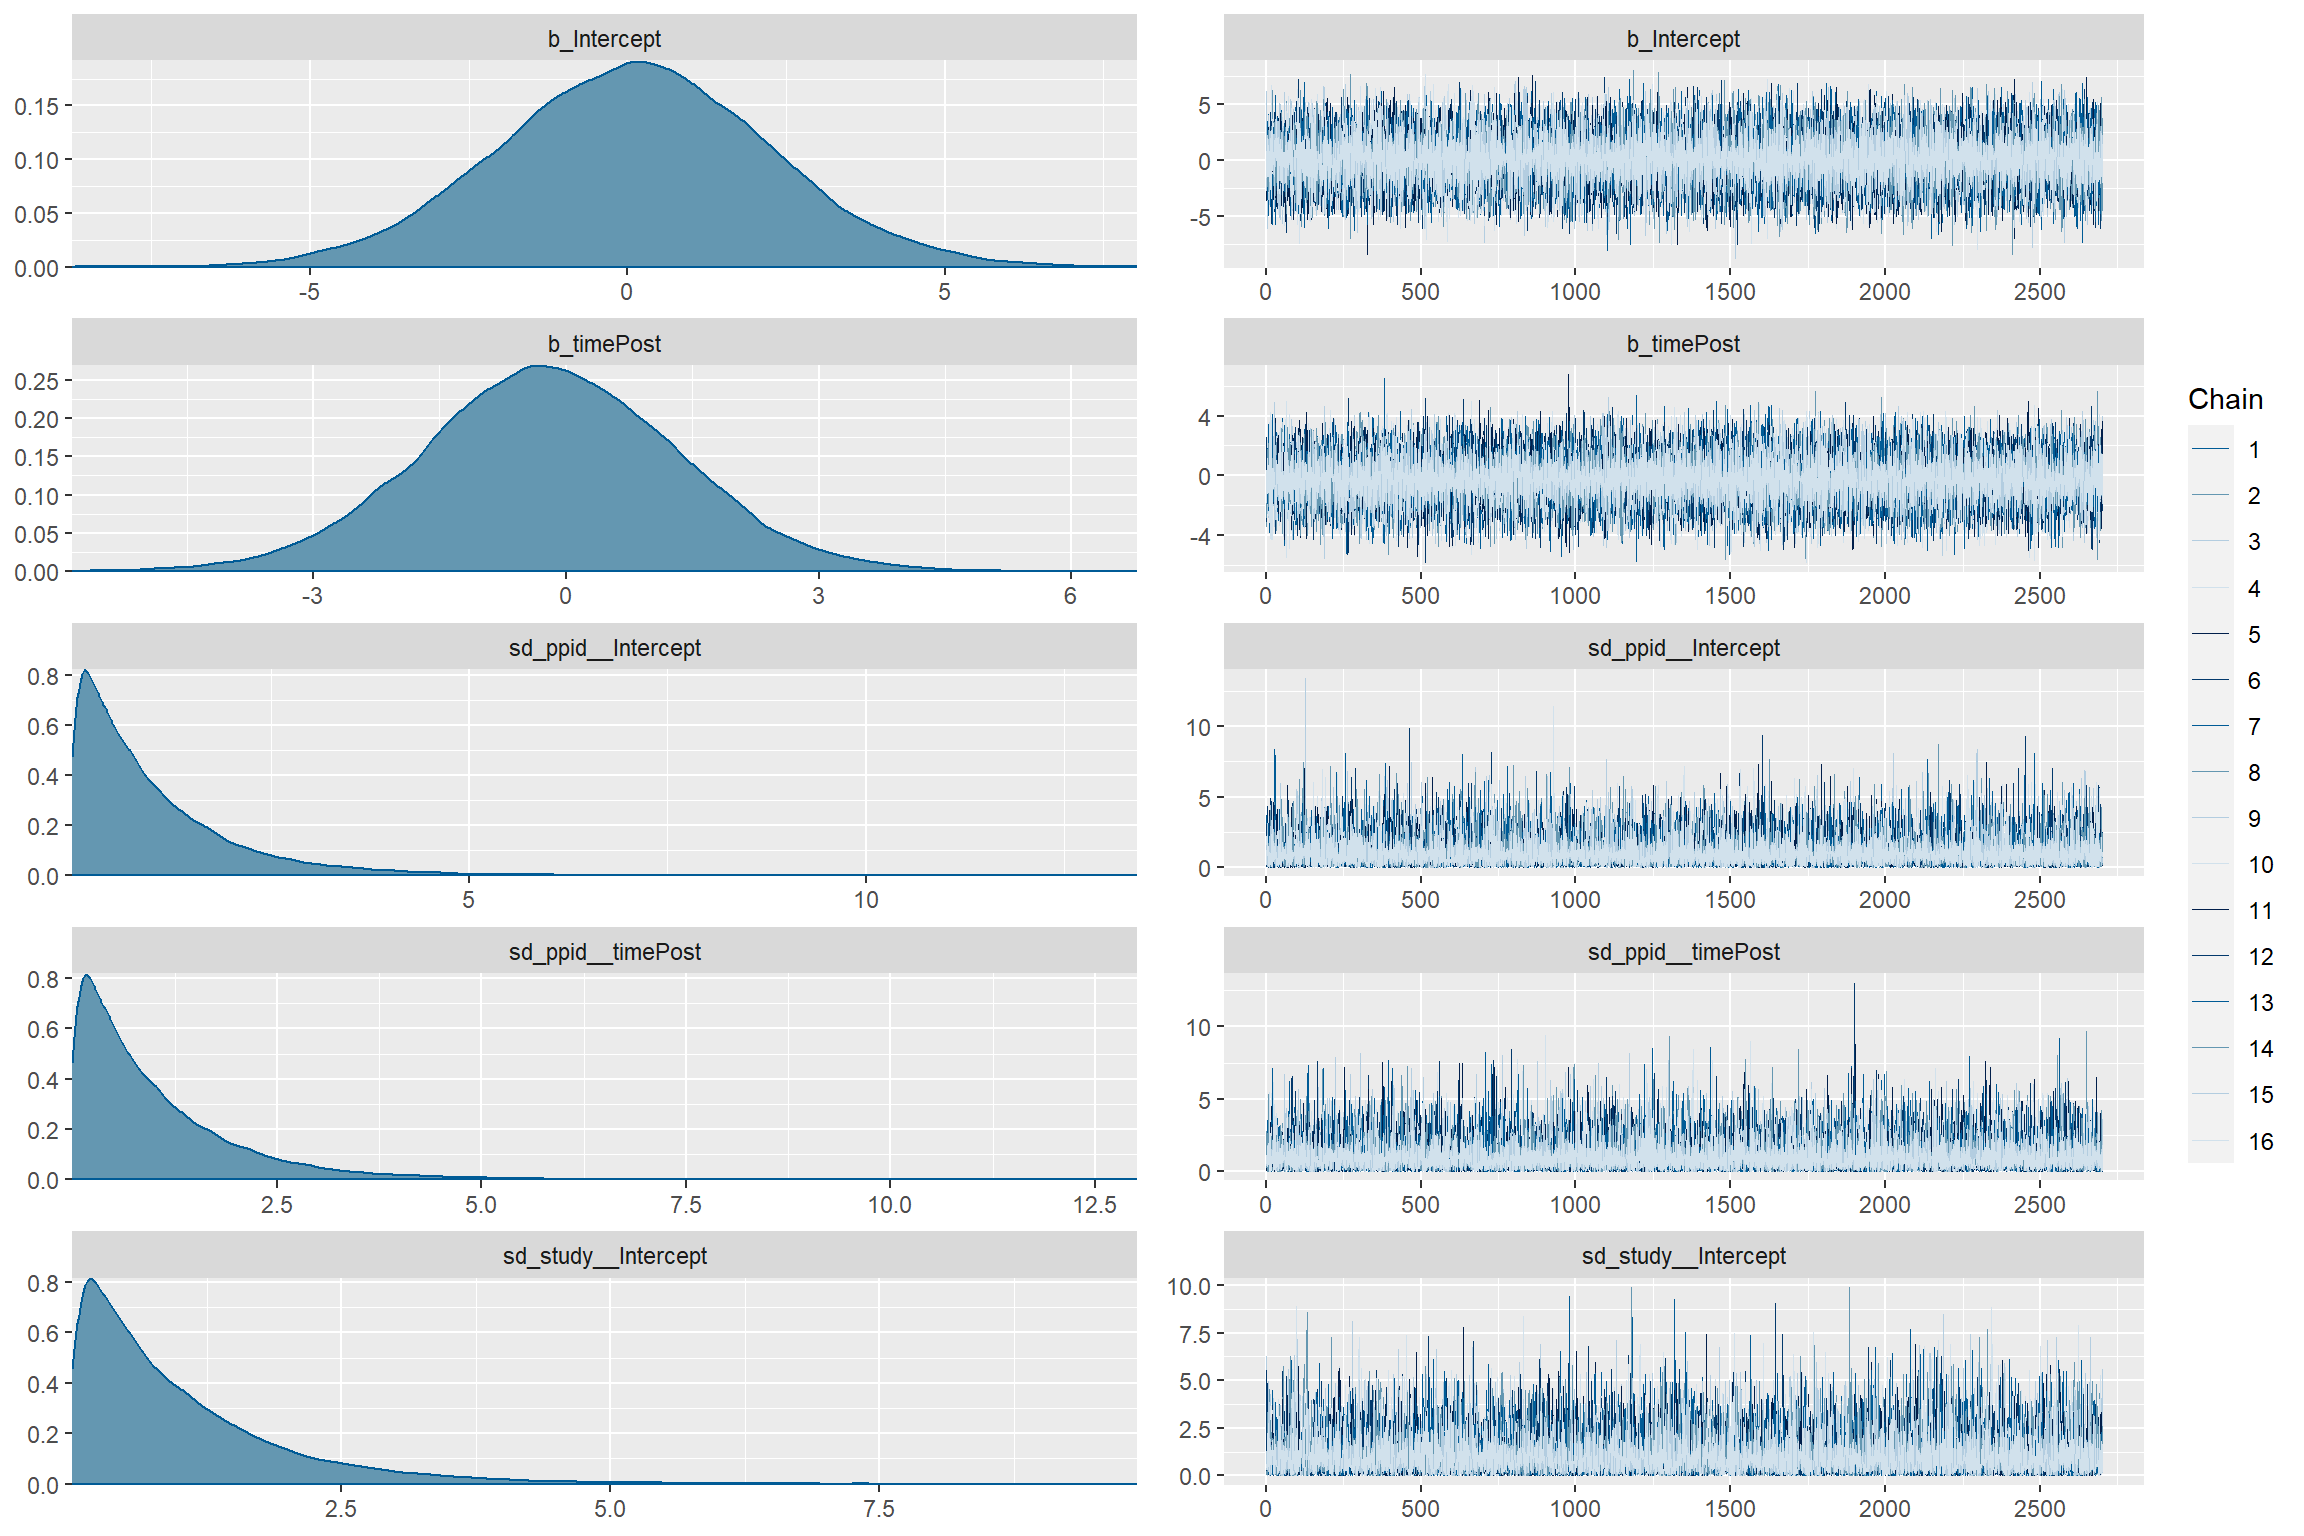 b_Intercept
0.15
0.10
0.05
0.00
-5 0 5
b_Intercept
5
0
-5
0 500 1000 1500 2000 2500
b_timePost
0.25
0.20
0.15
0.10
0.05
0.00
-3 0 3 6
b_timePost
4
0
-4
0 500 1000 1500 2000 2500
sd_ppid__Intercept
0.8
0.6
0.4
0.2
0.0
5 10
sd_ppid__Intercept
10
5
0
0 500 1000 1500 2000 2500
sd_ppid__timePost
0.8
0.6
0.4
0.2
0.0
2.5 5.0 7.5 10.0 12.5
sd_ppid__timePost
10
5
0
0 500 1000 1500 2000 2500
sd_study__Intercept
0.8
0.6
0.4
0.2
0.0
2.5 5.0 7.5
sd_study__Intercept
10.0
7.5
5.0
2.5
0.0
0 500 1000 1500 2000 2500
Chain
1
2
3
4
5
6
7
8
9
10
11
12
13
14
15
16